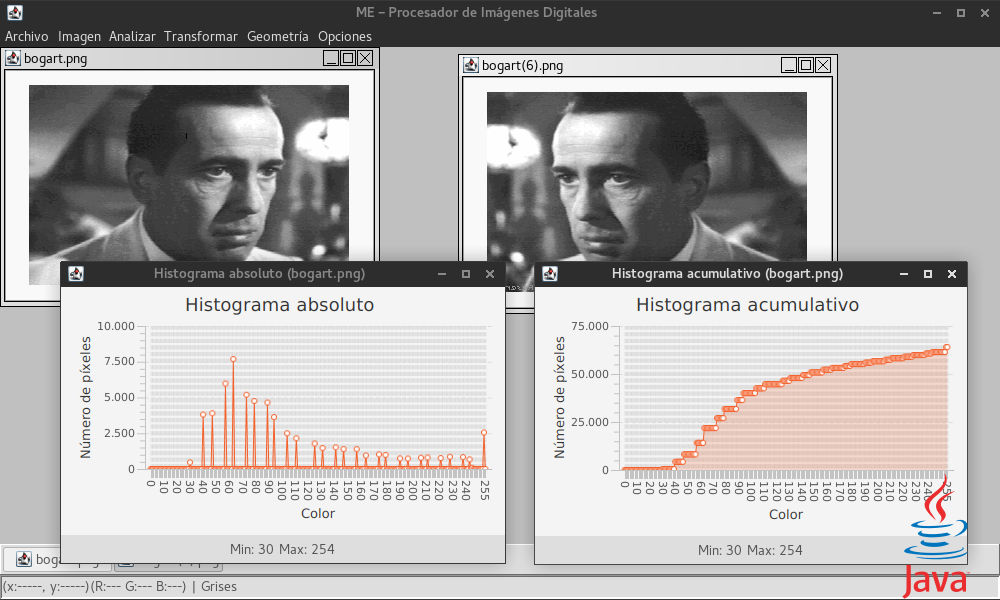 ME – Procesador de Imágenes Digitales
Archivo Imagen Analizar Transformar Geometría Opciones
bogart.png
bogart(6).png
Histograma absoluto (bogart.png)
Histograma absoluto
10.000
7.500
5.000
2.500
0
Número de píxeles
0 10 20 30 40 50 60 70 80 90 100 110 120 130 140 150 160 170 180 190 200 210 220 230 240 255
Color
Min: 30 Max: 254
Histograma acumulativo (bogart.png)
Histograma acumulativo
75.000
50.000
25.000
0
Número de píxeles
0 10 20 30 40 50 60 70 80 90 100 110 120 130 140 150 160 170 180 190 200 210 220 230 240 255
Color
Min: 30 Max: 254
(x:-----, y:-----)(R:--- G:--- B:---) | Grises
Java